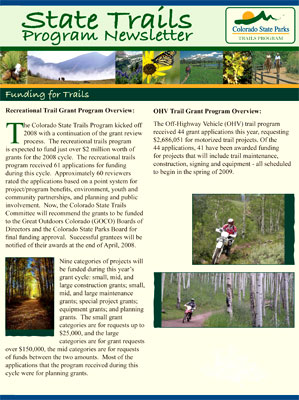 State Trails
Program Newsletter
Colorado State Parks
TRAILS PROGRAM
Funding for Trails
Recreational Trail Grant Program Overview:
The Colorado State Trails Program kicked off
2008 with a continuation of the grant review
process. The recreational trails program
is expected to fund just over $2 million worth of
grants for the 2008 cycle. The recreational trails
program received 61 applications for funding
during this cycle. Approximately 60 reviewers
rated the applications based on a point system for
project/program benefits, environment, youth and
community partnerships, and planning and public
involvement. Now, the Colorado State Trails
Committee will recommend the grants to be funded
to the Great Outdoors Colorado (GOCO) Boards of
Directors and the Colorado State Parks Board for
final funding approval. Successful grantees will be
notified of their awards at the end of April, 2008.
Nine categories of projects will
be funded during this year's
grant cycle: small, mid, and
large construction grants; small,
mid, and large maintenance
grants; special project grants;
equipment grants; and planning
grants. The small grant
categories are for requests up to
$25,000, and the large
categories are for grant requests
over $150,000, the mid categories are for requests
of funds between the two amounts. Most of the
applications that the program received during this
cycle were for planning grants.
OHV Trail Grant Program Overview:
The Off-Highway Vehicle (OHV) trail program
received 44 grant applications this year, requesting
$2,686,051 for motorized trail projects. Of the
44 applications, 41 have been awarded funding
for projects that will include trail maintenance,
construction, signing and equipment - all scheduled
to begin in the spring of 2009.